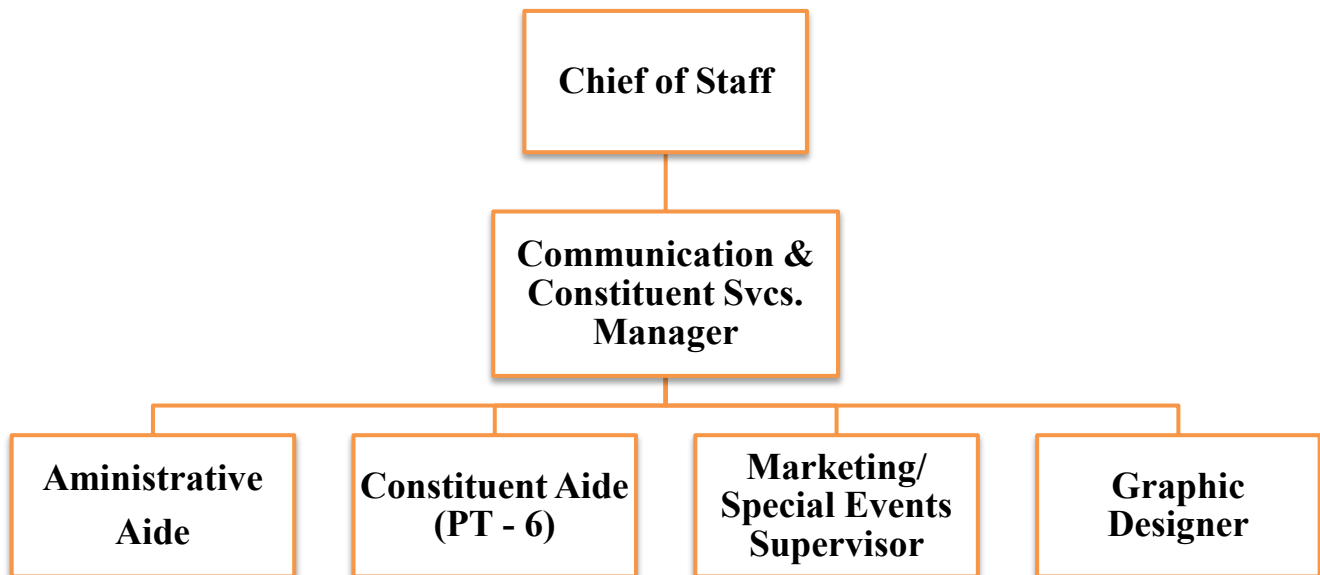 Chief of Staff
Communication &
Constituent Svcs.
Manager
Aministrative
Aide
Constituent Aide
(PT - 6)
Marketing/
Special Events
Supervisor
Graphic
Designer